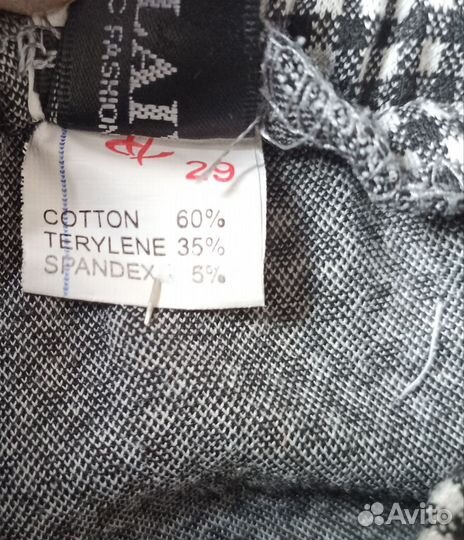 FASHION
29
COTTON 60%
TERYLENE 35%
SPANDEX 5%
Avito